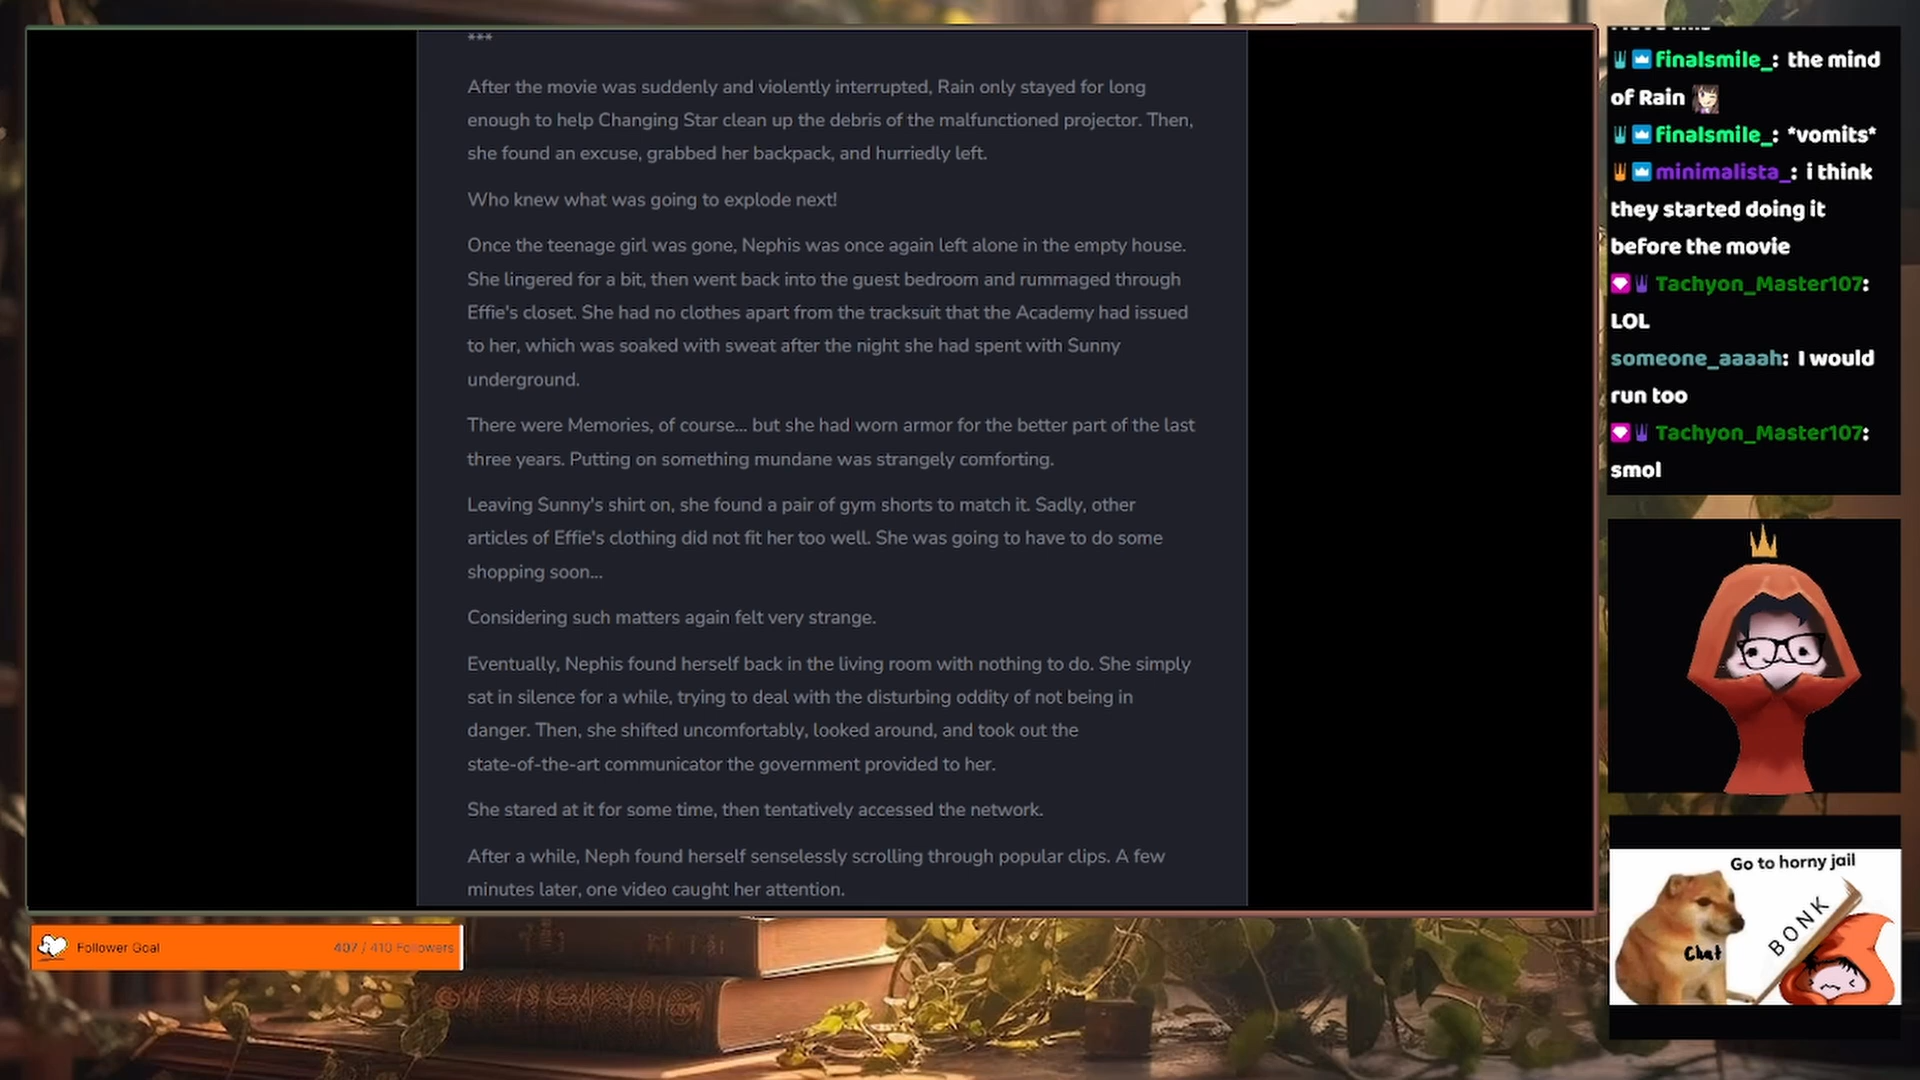 ***
After the movie was suddenly and violently interrupted, Rain only stayed for long
enough to help Changing Star clean up the debris of the malfunctioned projector. Then,
she found an excuse, grabbed her backpack, and hurriedly left.
Who knew what was going to explode next!
Once the teenage girl was gone, Nephis was once again left alone in the empty house.
She lingered for a bit, then went back into the guest bedroom and rummaged through
Effie's closet. She had no clothes apart from the tracksuit that the Academy had issued
to her, which was soaked with sweat after the night she had spent with Sunny
underground.
There were Memories, of course... but she had worn armor for the better part of the last
three years. Putting on something mundane was strangely comforting.
Leaving Sunny's shirt on, she found a pair of gym shorts to match it. Sadly, other
articles of Effie's clothing did not fit her too well. She was going to have to do some
shopping soon...
Considering such matters again felt very strange.
Eventually, Nephis found herself back in the living room with nothing to do. She simply
sat in silence for a while, trying to deal with the disturbing oddity of not being in
danger. Then, she shifted uncomfortably, looked around, and took out the
state-of-the-art communicator the government provided to her.
She stared at it for some time, then tentatively accessed the network.
After a while, Neph found herself senselessly scrolling through popular clips. A few
minutes later, one video caught her attention.
finalsmile_: the mind
of Rain
finalsmile_: *vomits*
minimalista_: i think
they started doing it
before the movie
Tachyon_Master107:
LOL
someone_aaaah: I would
run too
Tachyon_Master107:
smol
Go to horny jail
BONK
Chat
Follower Goal
407 / 410 Followers